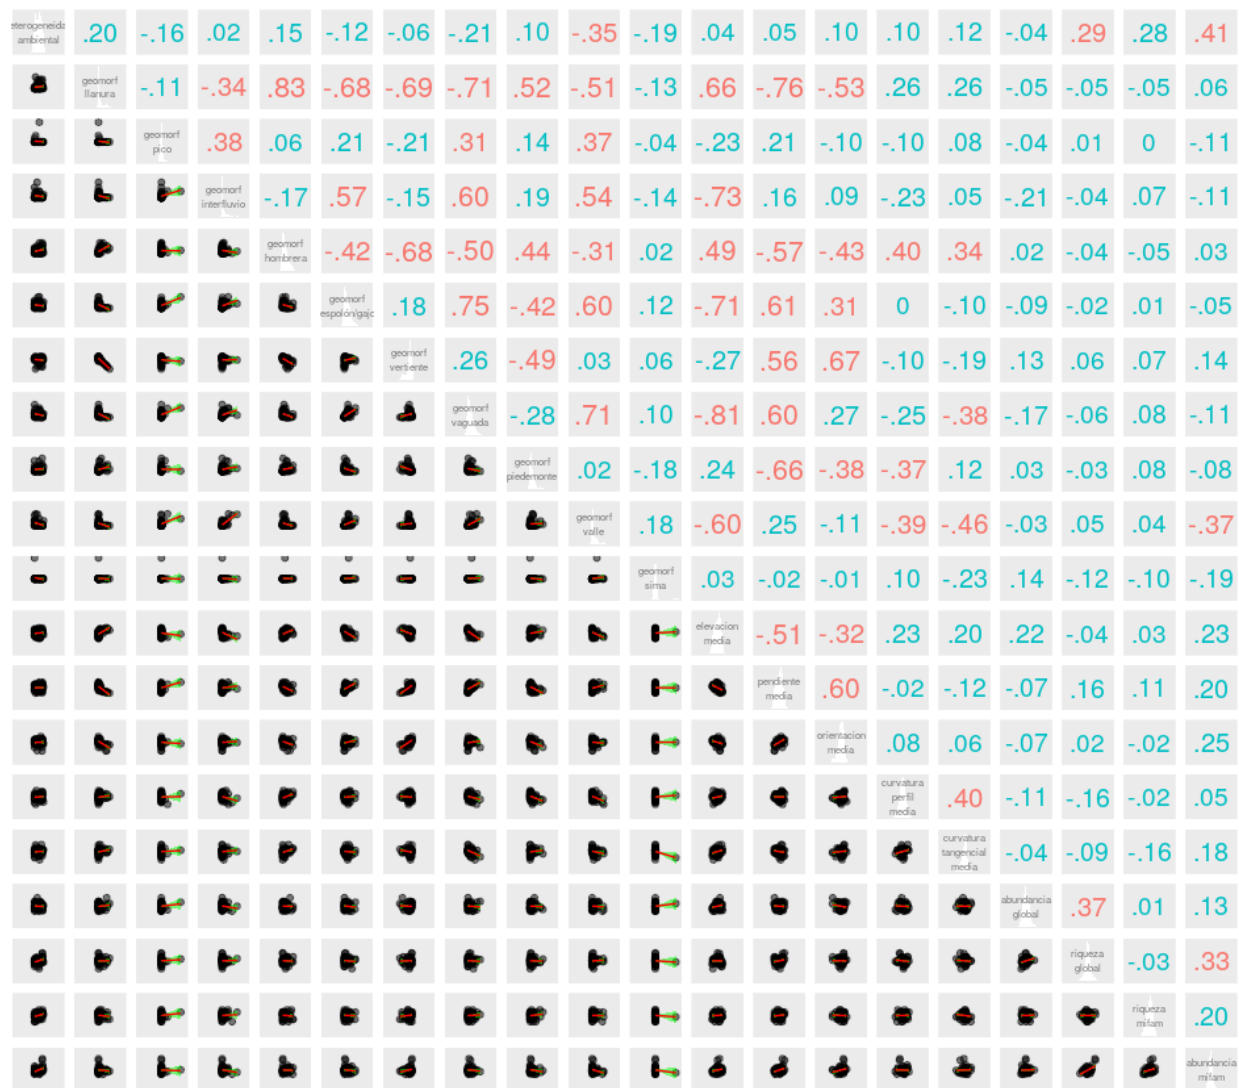 eterogeneida
ambiental
.20 -.16 .02 .15 -.12 -.06 -.21 .10 -.35 -.19 .04 .05 .10 .10 .12 -.04 .29 .28 .41
geomorf
llanura
-.11 -.34 .83 -.68 -.69 -.71 .52 -.51 -.13 .66 -.76 -.53 .26 .26 -.05 -.05 -.05 .06
geomorf
pico
.38 .06 .21 -.21 .31 .14 .37 -.04 -.23 .21 -.10 -.10 .08 -.04 .01 0 -.11
geomorf
interfluvio
-.17 .57 -.15 .60 .19 .54 -.14 -.73 .16 .09 -.23 .05 -.21 -.04 .07 -.11
geomorf
hombrera
-.42 -.68 -.50 .44 -.31 .02 .49 -.57 -.43 .40 .34 .02 -.04 -.05 .03
geomorf
espolón/gajo
.18 .75 -.42 .60 .12 -.71 .61 .31 0 -.10 -.09 -.02 .01 -.05
geomorf
vertiente
.26 -.49 .03 .06 -.27 .56 .67 -.10 -.19 .13 .06 .07 .14
geomorf
vaguada
-.28 .71 .10 -.81 .60 .27 -.25 -.38 -.17 -.06 .08 -.11
geomorf
piedemonte
.02 -.18 .24 -.66 -.38 -.37 .12 .03 -.03 .08 -.08
geomorf
valle
.18 -.60 .25 -.11 -.39 -.46 -.03 .05 .04 -.37
geomorf
sima
.03 -.02 -.01 .10 -.23 .14 -.12 -.10 -.19
elevacion
media
-.51 -.32 .23 .20 .22 -.04 .03 .23
pendiente
media
.60 -.02 -.12 -.07 .16 .11 .20
orientacion
media
.08 .06 -.07 .02 -.02 .25
curvatura
perfil
media
.40 -.11 -.16 -.02 .05
curvatura
tangencial
media
-.04 -.09 -.16 .18
abundancia
global
.37 .01 .13
riqueza
global
-.03 .33
riqueza
mifam
.20
abundancia
mifam